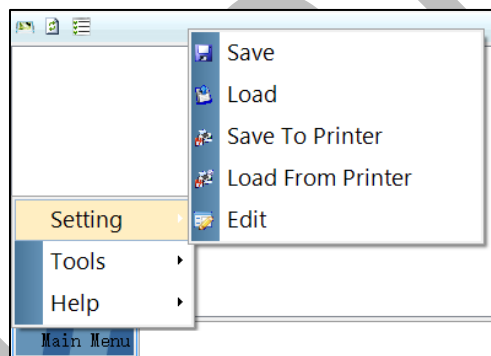 Save
Load
Save To Printer
Load From Printer
Edit
Setting
Tools
Help
Main Menu